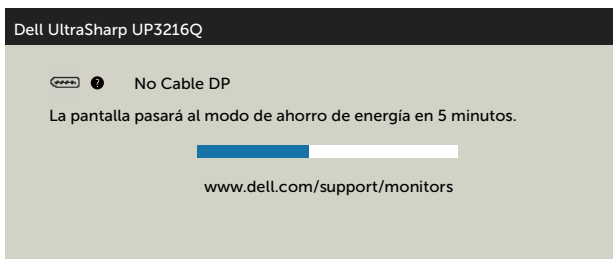 Dell UltraSharp UP3216Q
? No Cable DP
La pantalla pasará al modo de ahorro de energía en 5 minutos.
www.dell.com/support/monitors